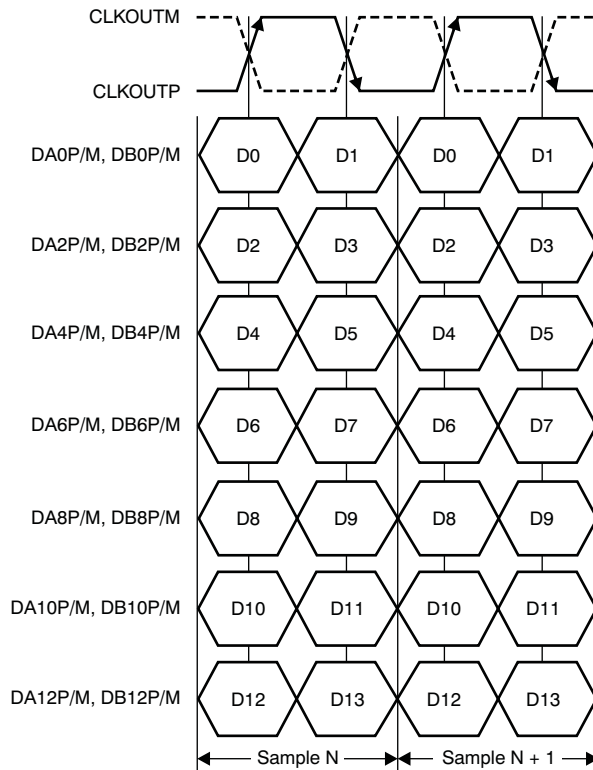 CLKOUTM
CLKOUTP
DA0P/M, DB0P/M D0 D1 D0 D1
DA2P/M, DB2P/M D2 D3 D2 D3
DA4P/M, DB4P/M D4 D5 D4 D5
DA6P/M, DB6P/M D6 D7 D6 D7
DA8P/M, DB8P/M D8 D9 D8 D9
DA10P/M, DB10P/M D10 D11 D10 D11
DA12P/M, DB12P/M D12 D13 D12 D13
Sample N Sample N + 1